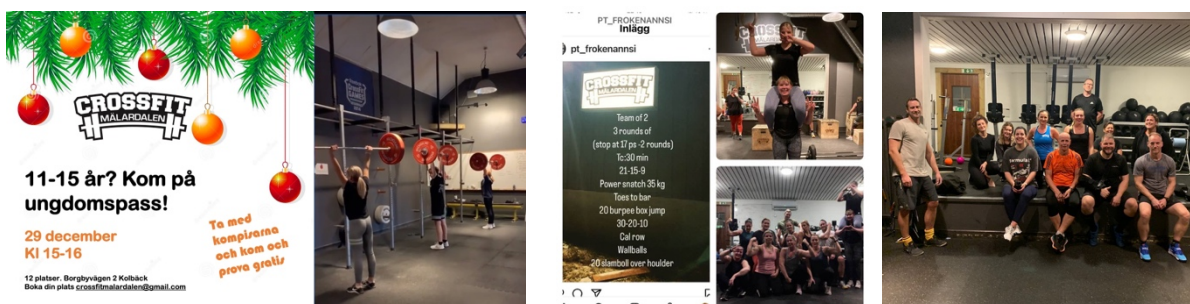 CROSSFIT
MÄLARDALEN
11-15 år? Kom på
ungdomspass!
29 december
Kl 15-16
Ta med
kompisarna
och kom och
prova gratis
12 platser. Borgbyvägen 2 Kolbäck
Boka din plats crossfitmalardalen@gmail.com
PT_FROKENANNSI
Inlägg
pt_frokenannsi
CROSSFIT
MÄLARDALEN
Team of 2
3 rounds of
(stop at 17 ps -2 rounds)
Tc:30 min
21-15-9
Power snatch 35 kg
Toes to bar
20 burpee box jump
30-20-10
Cal row
Wallballs
20 slamboll over houlder
CROSSFIT
MÄLARDALEN